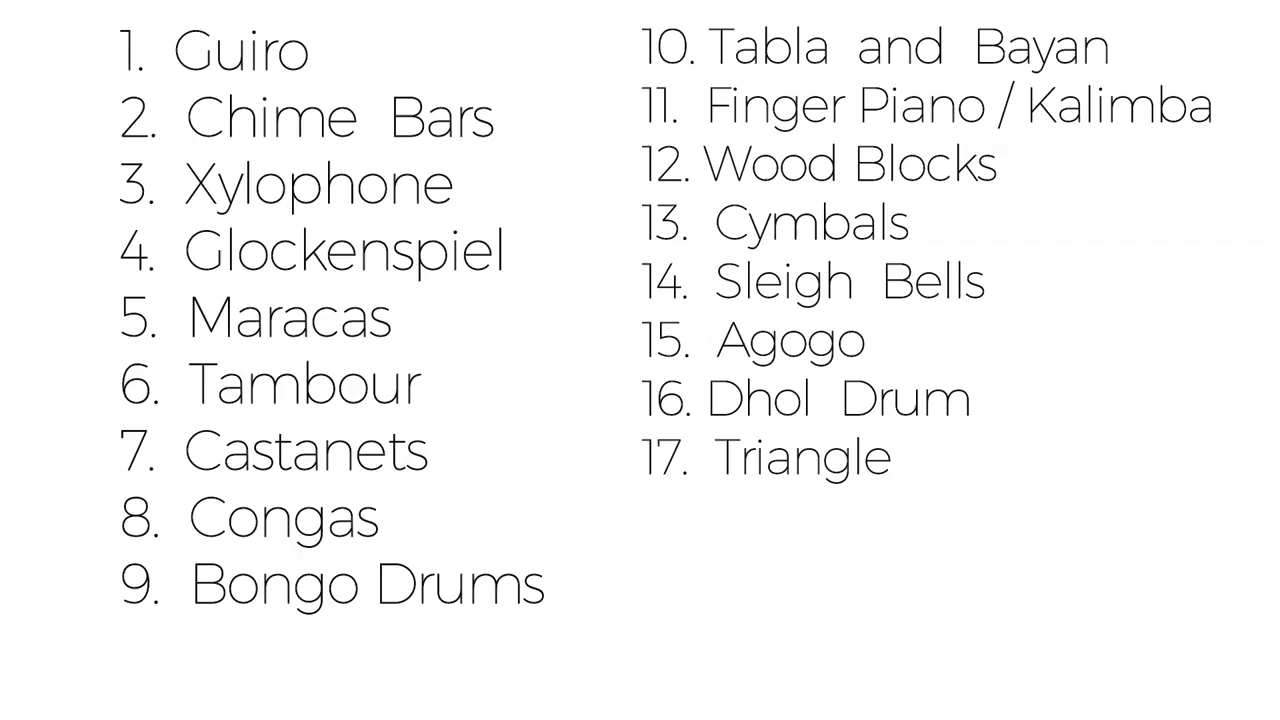 1. Guiro
2. Chime Bars
3. Xylophone
4. Glockenspiel
5. Maracas
6. Tambour
7. Castanets
8. Congas
9. Bongo Drums
10. Tabla and Bayan
11. Finger Piano / Kalimba
12. Wood Blocks
13. Cymbals
14. Sleigh Bells
15. Agogo
16. Dhol Drum
17. Triangle